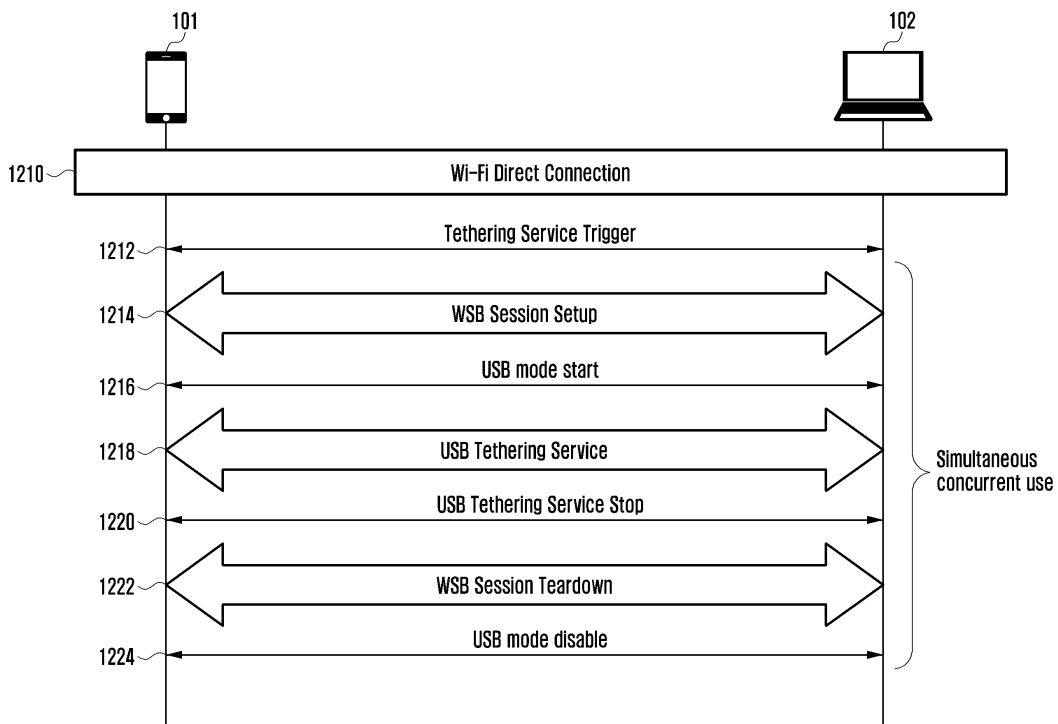 101
102
1210
Wi-Fi Direct Connection
Tethering Service Trigger
1212
WSB Session Setup
1214
USB mode start
1216
USB Tethering Service
1218
USB Tethering Service Stop
1220
WSB Session Teardown
1222
USB mode disable
1224
Simultaneous
concurrent use